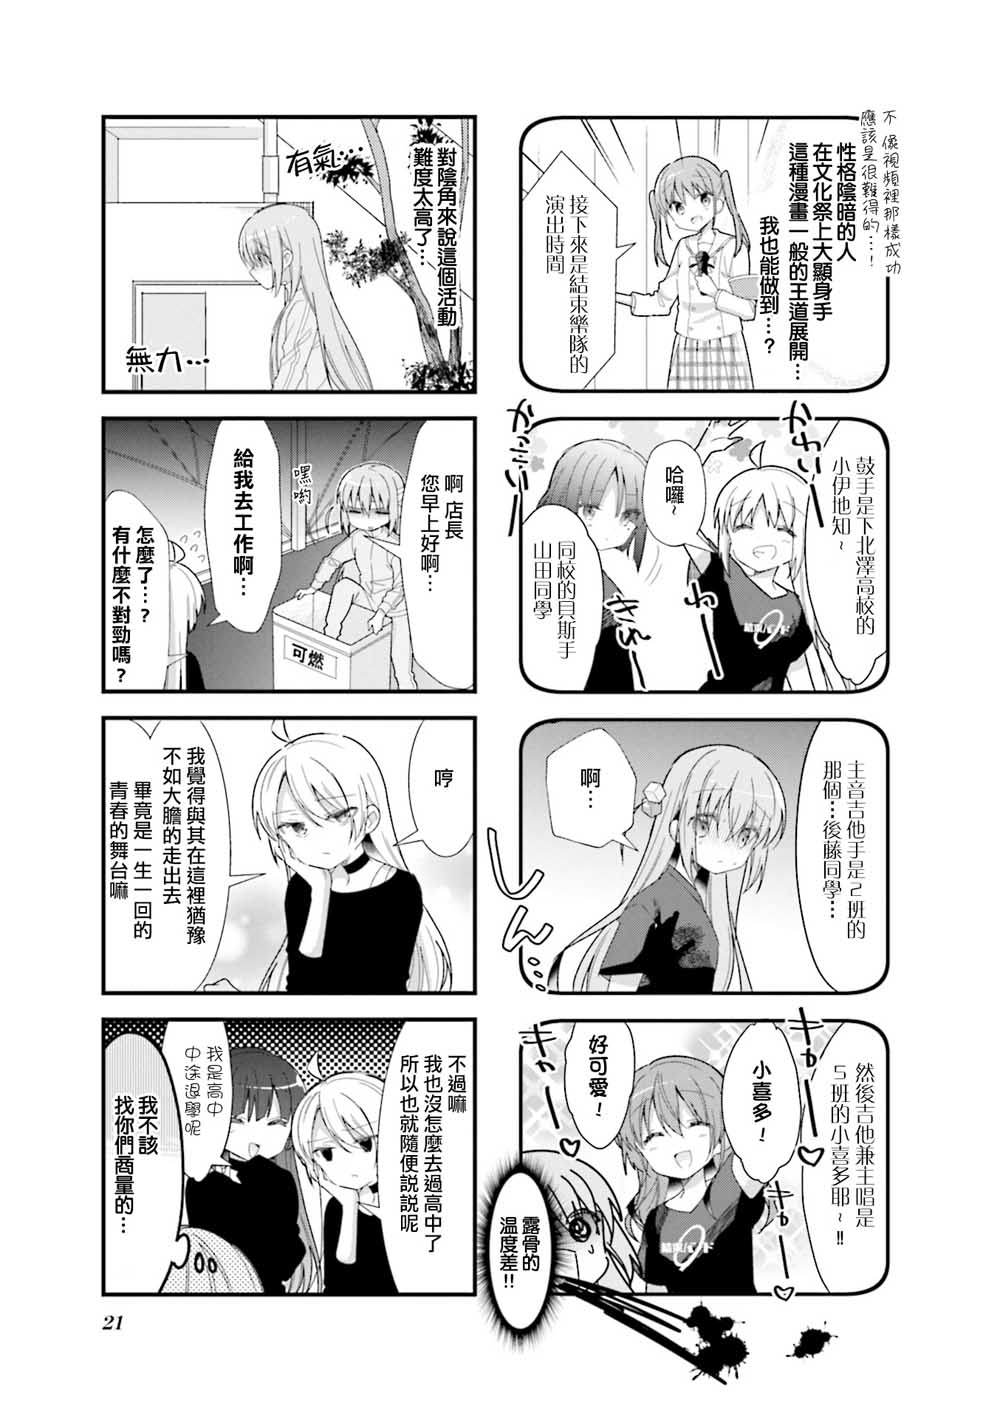 不像視頻裡那樣成功
應該是很難得的…!
性格陰暗的人
在文化祭上大顯身手
這種漫畫一般的王道展開…
我也能做到…?
接下來是結束樂隊的
演出時間
鼓手是下北澤高校的
小伊地知~
かわいー
哈囉~
かっこいー
同校的貝斯手
山田同學
主音吉他手是2班的
那個…後藤同學…
啊…
しーん…
然後吉他兼主唱是
5班的小喜多耶~!!
小喜多!
好可愛!
露骨的
溫度差!!
對陰角來說這個活動
難度太高了…
有氣…
無力…
啊 店長
您早上好啊…
嘿喲
可燃
給我去工作啊…
怎麼了…?
有什麼不對勁嗎?
哼
我覺得與其在這裡猶豫
不如大膽的走出去
畢竟是一生一回的
青春的舞台嘛
不過嘛
我也沒怎麼去過高中了
所以也就隨便說說呢
我是高中
中途退學呢
我不該
找你們商量的…
21